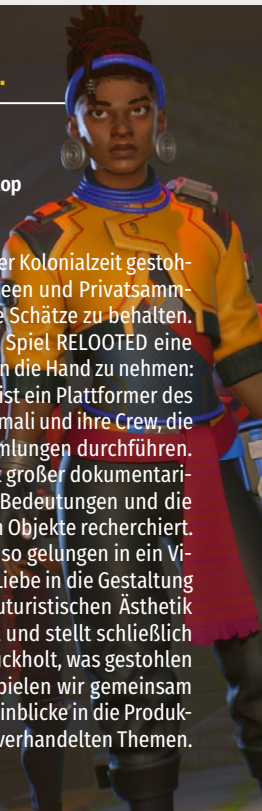 .
op
er Kolonialzeit gestoh-
een und Privatsamm-
e Schätze zu behalten.
Spiel RELOOTED eine
n die Hand zu nehmen:
ist ein Plattformer des
mali und ihre Crew, die
mlungen durchführen.
t großer dokumentari-
Bedeutungen und die
n Objekte recherchiert.
so gelungen in ein Vi-
Liebe in die Gestaltung
uturistischen Ästhetik
und stellt schließlich
ückholt, was gestohlen
pielen wir gemeinsam
inblicke in die Produk-
verhandelten Themen.